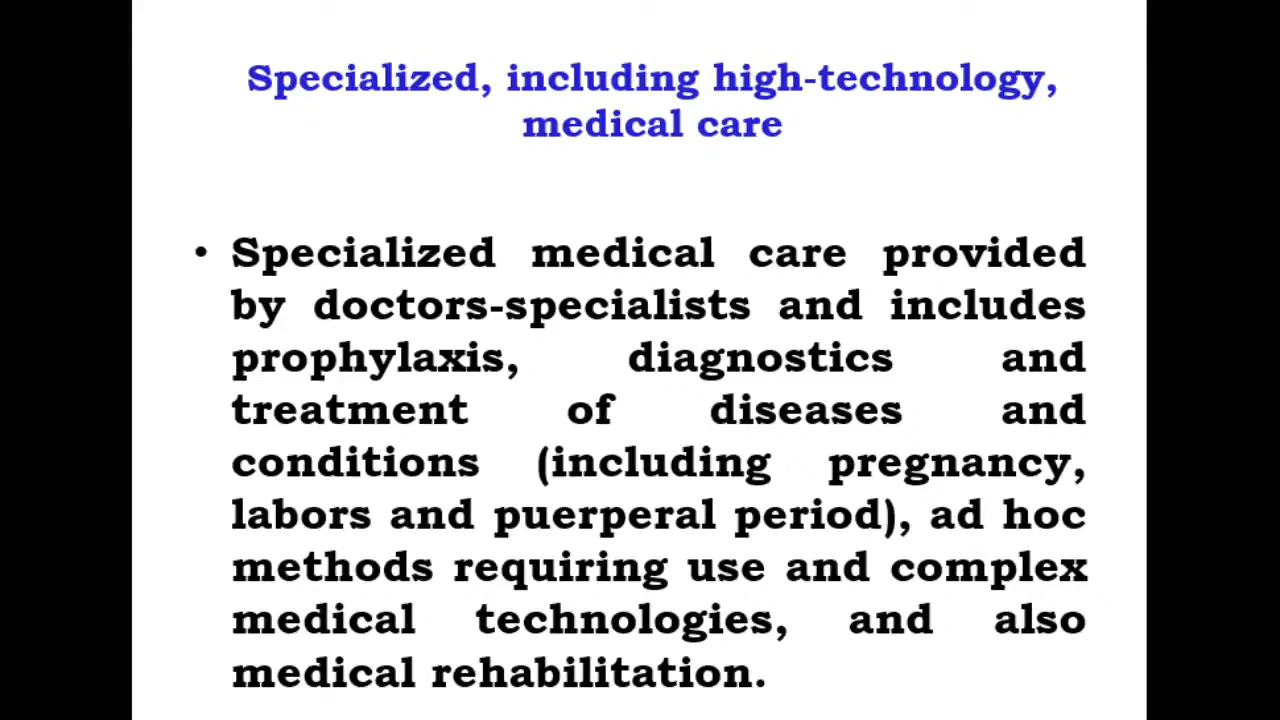 Specialized, including high-technology,
medical care
• Specialized medical care provided
by doctors-specialists and includes
prophylaxis, diagnostics and
treatment of diseases and
conditions (including pregnancy,
labors and puerperal period), ad hoc
methods requiring use and complex
medical technologies, and also
medical rehabilitation.